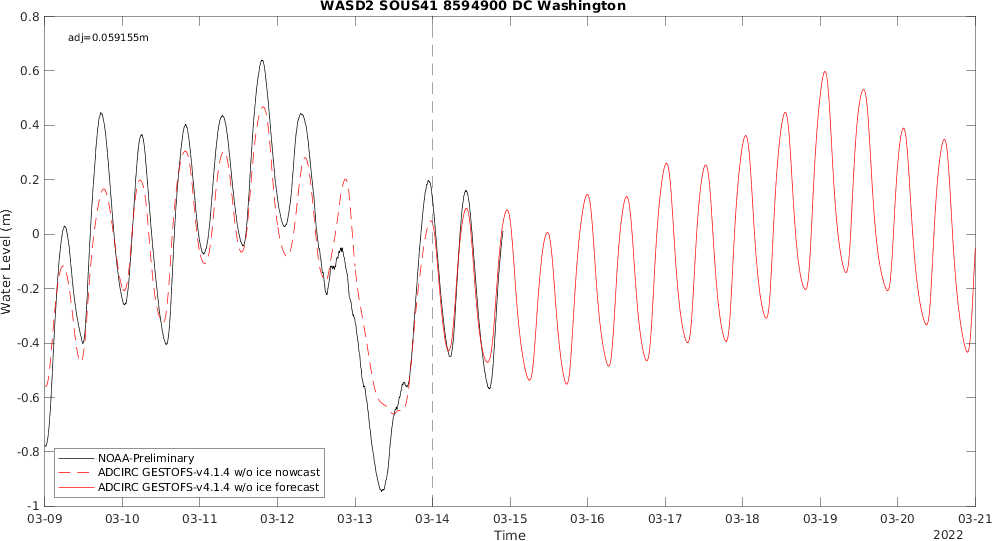 WASD2 SOUS41 8594900 DC Washington
adj=0.059155m
0.8
0.6
0.4
0.2
0
-0.2
-0.4
-0.6
-0.8
-1
Water Level (m)
NOAA-Preliminary
ADCIRC GESTOFS-v4.1.4 w/o ice nowcast
ADCIRC GESTOFS-v4.1.4 w/o ice forecast
03-09 03-10 03-11 03-12 03-13 03-14 03-15 03-16 03-17 03-18 03-19 03-20 03-21
Time
2022